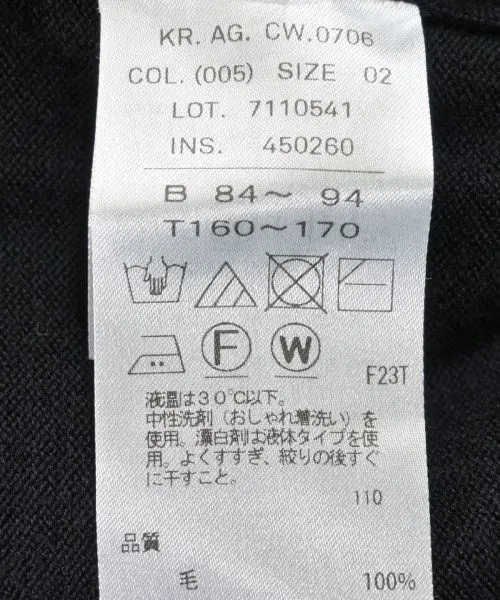 KR. AG. CW.0706
COL. (005) SIZE 02
LOT. 7110541
INS. 450260
B 84～ 94
T160～170
F W
F23T
液温は30℃以下。
中性洗剤（おしゃれ着洗い）を
使用。漂白剤は液体タイプを使
用。よくすすぎ、絞りの後すぐ
に干すこと。
110
品質
毛 100%